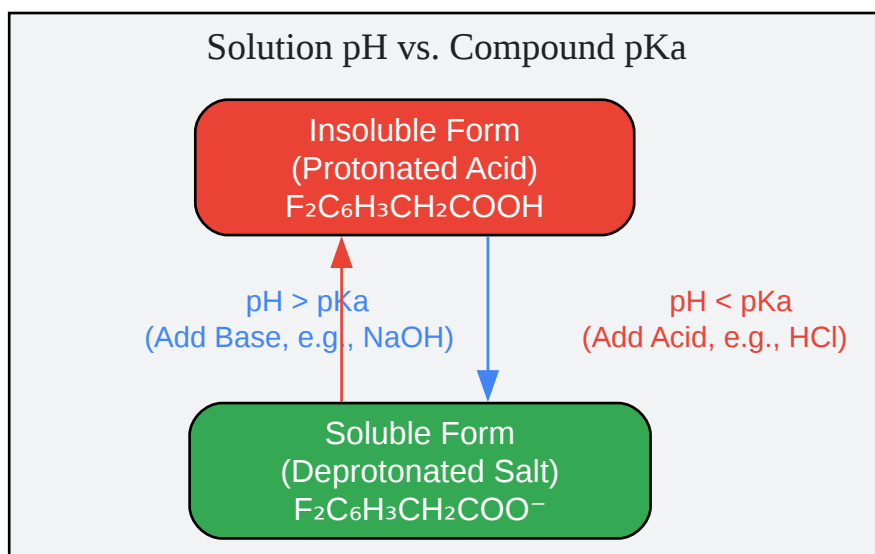 Solution pH vs. Compound pKa
Insoluble Form
(Protonated Acid)
F₂C₆H₃CH₂COOH
pH > pKa
(Add Base, e.g., NaOH)
pH < pKa
(Add Acid, e.g., HCl)
Soluble Form
(Deprotonated Salt)
F₂C₆H₃CH₂COO⁻